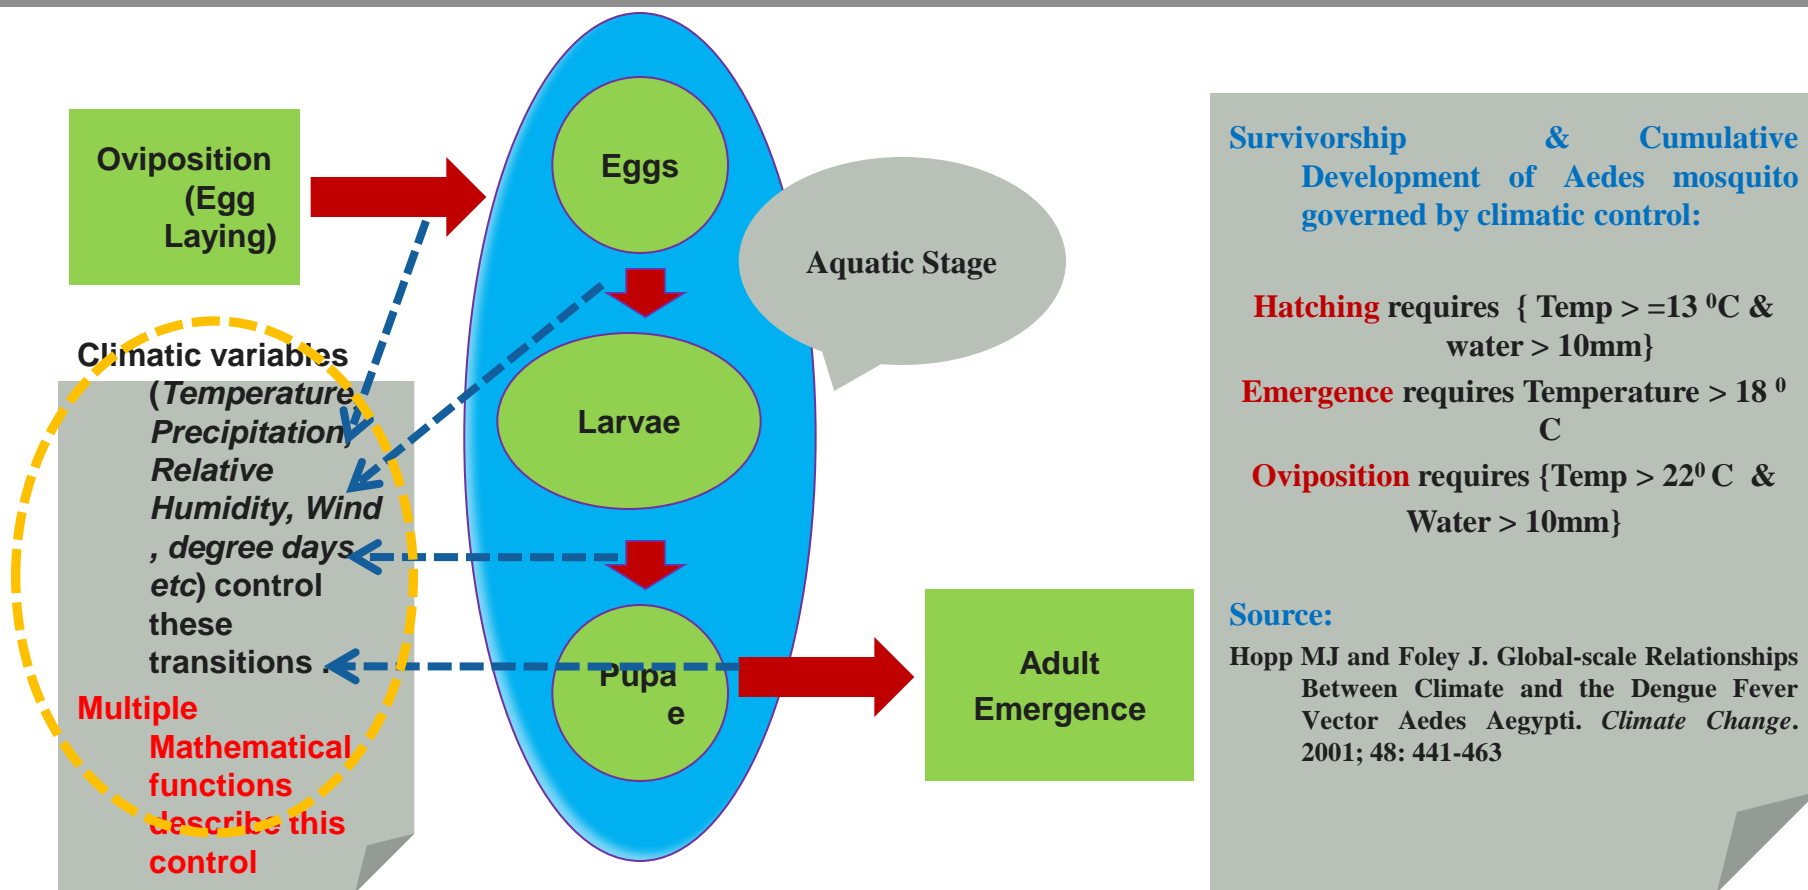 Oviposition
(Egg
Laying)
Eggs
Aquatic Stage
Larvae
Pupa
e
Adult
Emergence
Climatic variables
(Temperature,
Precipitation,
Relative
Humidity, Wind
, degree days
etc) control
these
transitions .
Multiple
Mathematical
functions
describe this
control
Survivorship & Cumulative
Development of Aedes mosquito
governed by climatic control:
Hatching requires { Temp > =13 ⁰C &
water > 10mm}
Emergence requires Temperature > 18 ⁰
C
Oviposition requires {Temp > 22⁰ C &
Water > 10mm}
Source:
Hopp MJ and Foley J. Global-scale Relationships
Between Climate and the Dengue Fever
Vector Aedes Aegypti. Climate Change.
2001; 48: 441-463